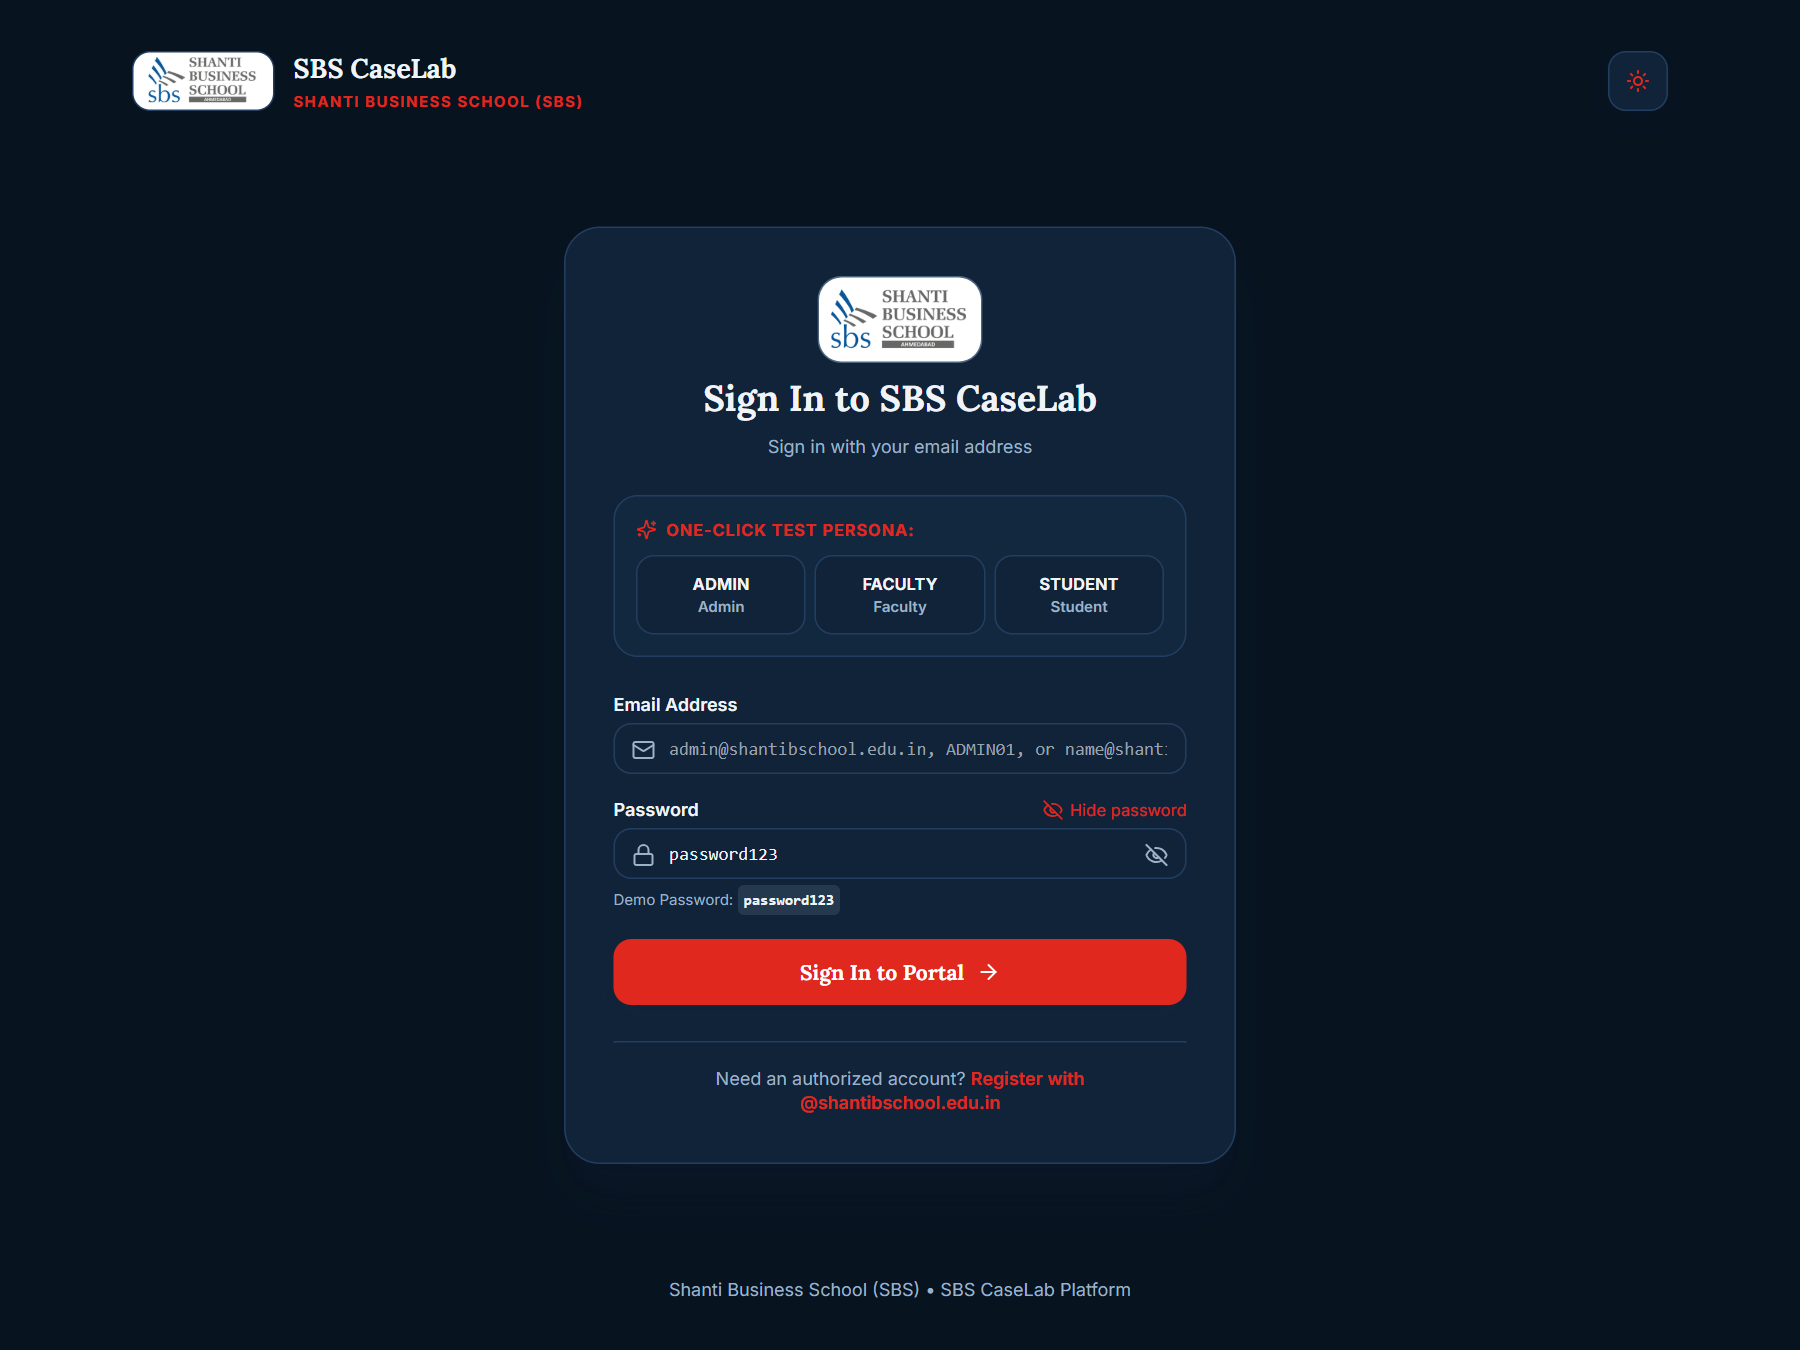 SHANTI
BUSINESS
SCHOOL
sbs
AHMEDABAD
SBS CaseLab
SHANTI BUSINESS SCHOOL (SBS)
SHANTI
BUSINESS
SCHOOL
sbs
AHMEDABAD
Sign In to SBS CaseLab
Sign in with your email address
ONE-CLICK TEST PERSONA:
ADMIN
Admin
FACULTY
Faculty
STUDENT
Student
Email Address
admin@shantibschool.edu.in, ADMIN01, or name@shant
Password
Hide password
password123
Demo Password: password123
Sign In to Portal
Need an authorized account? Register with
@shantibschool.edu.in
Shanti Business School (SBS) • SBS CaseLab Platform